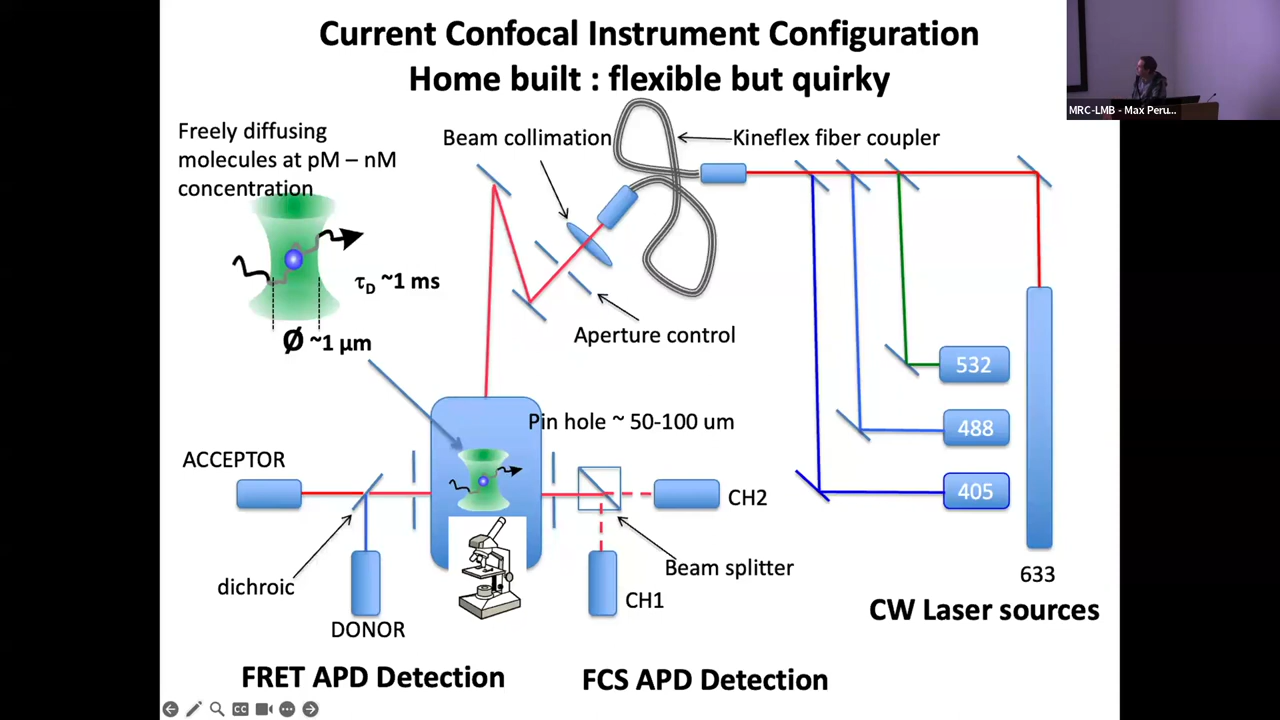 Current Confocal Instrument Configuration
Home built : flexible but quirky
MRC-LMB - Max Peru...
Freely diffusing
molecules at pM – nM
concentration
Beam collimation
Kineflex fiber coupler
τD ~1 ms
Ø ~1 µm
Aperture control
532
488
405
633
CW Laser sources
Pin hole ~ 50-100 um
ACCEPTOR
CH2
dichroic
Beam splitter
CH1
DONOR
FRET APD Detection
FCS APD Detection
CC